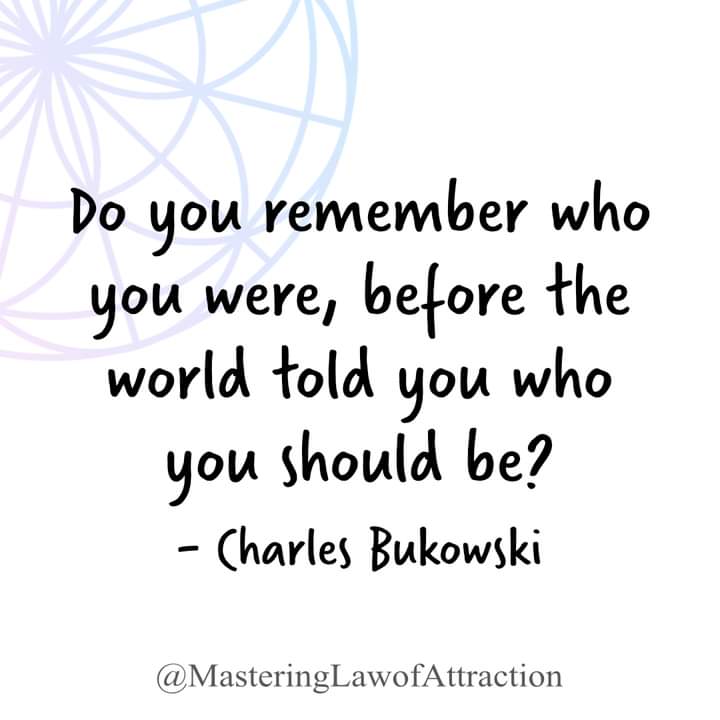 Do you remember who
you were, before the
world told you who
you should be?
- Charles Bukowski
@MasteringLawofAttraction